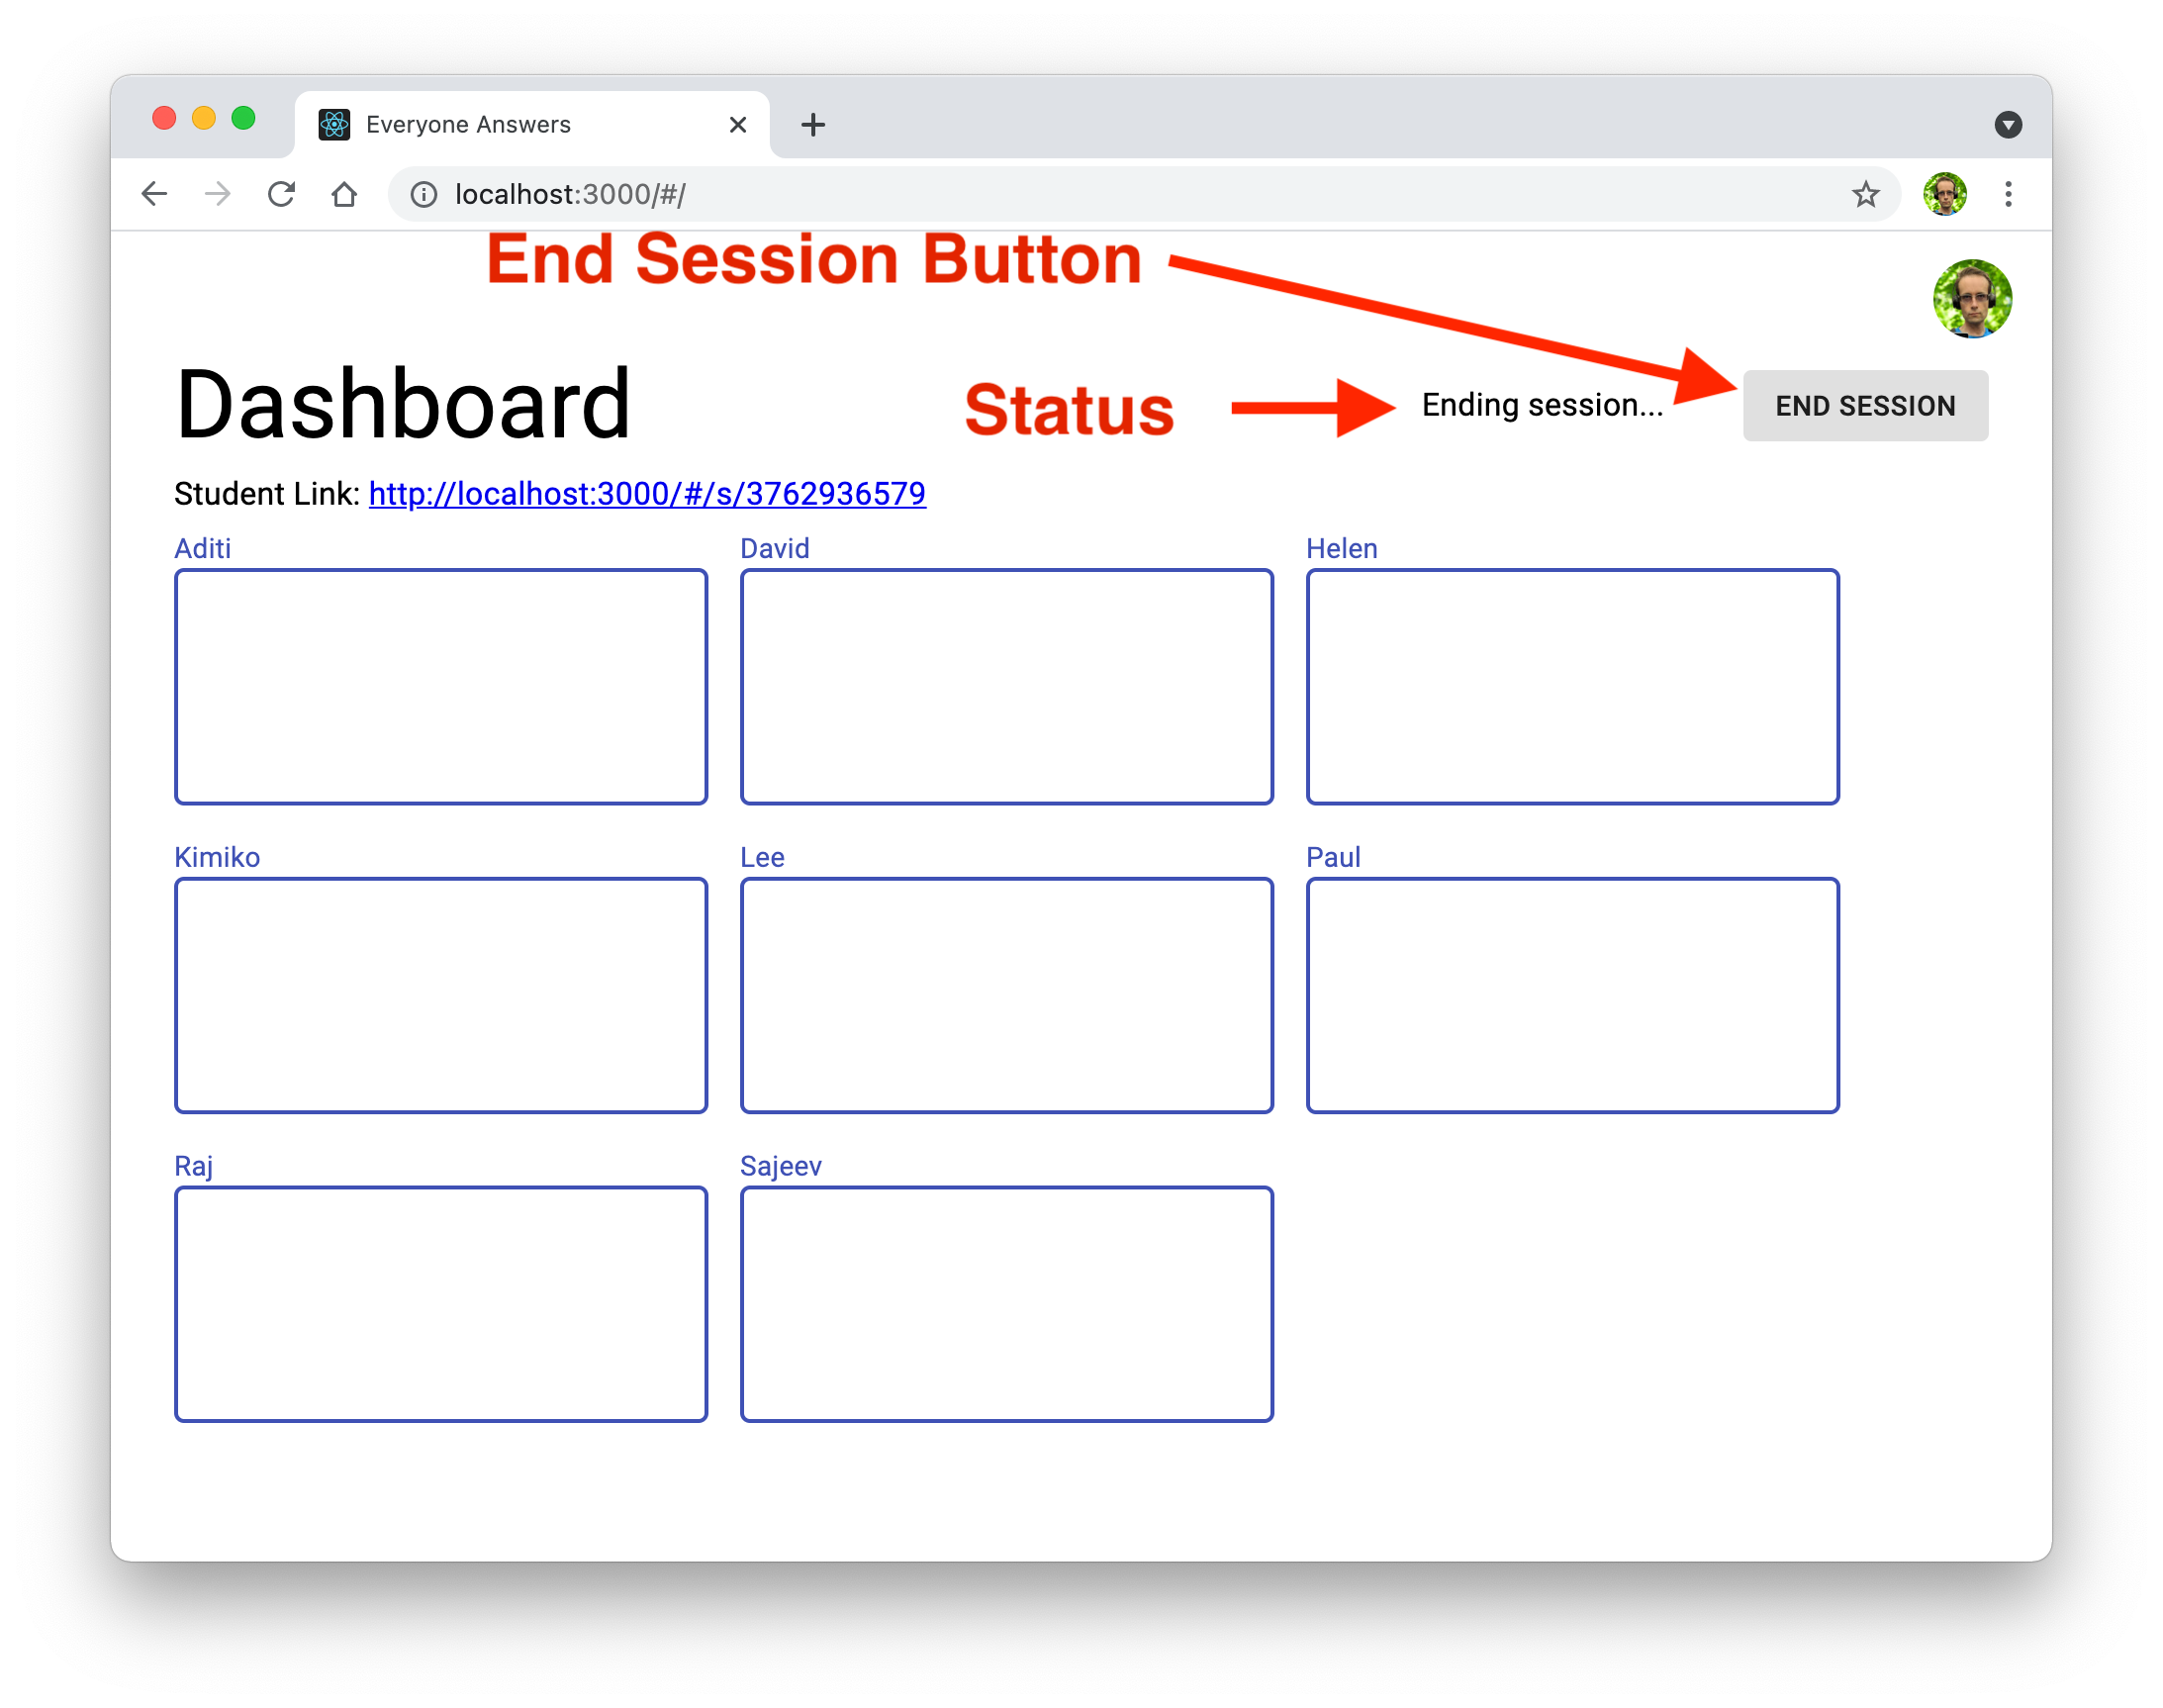 Everyone Answers
localhost:3000/#/
End Session Button
Dashboard
Status
Ending session...
END SESSION
Student Link: http://localhost:3000/#/s/3762936579
Aditi
David
Helen
Kimiko
Lee
Paul
Raj
Sajeev